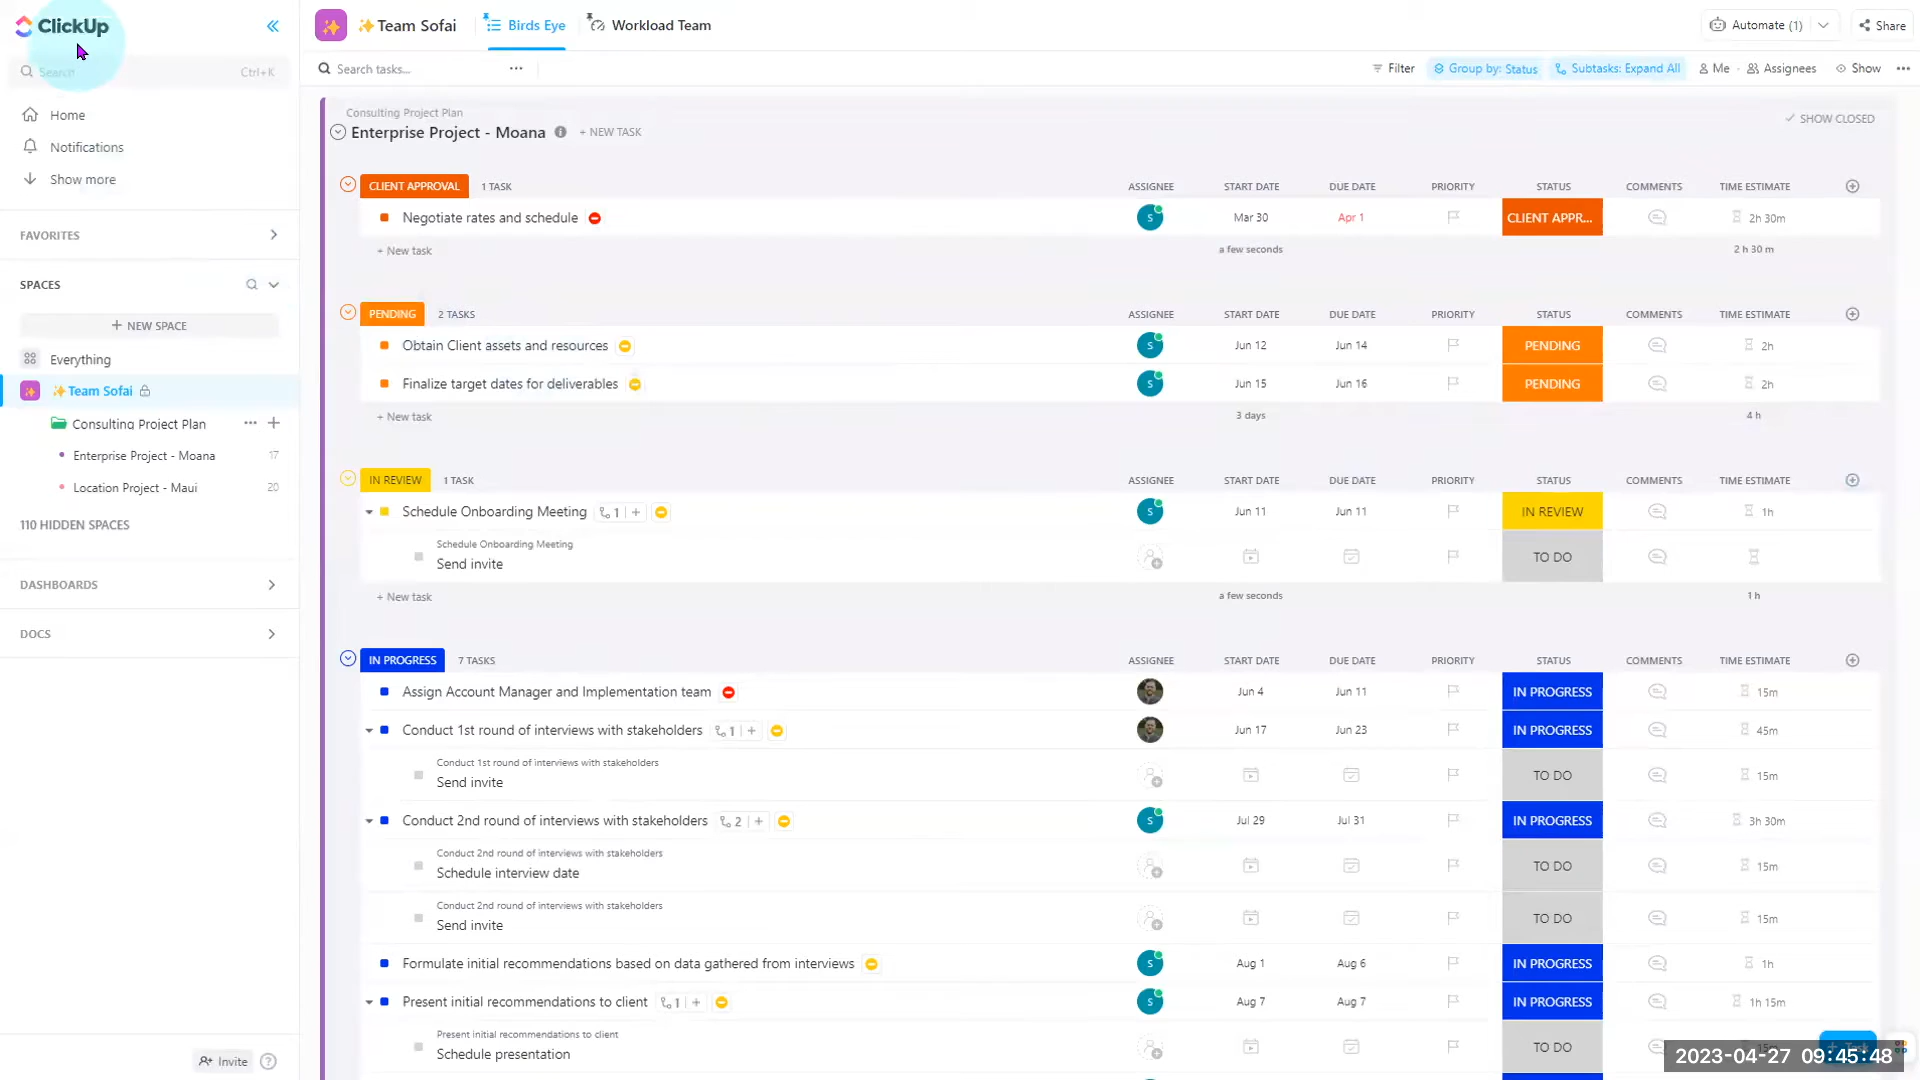 ClickUp
Search Ctrl+K
Home
Notifications
Show more
FAVORITES
SPACES
+ NEW SPACE
Everything
✨Team Sofai
Consulting Project Plan
Enterprise Project - Moana 17
Location Project - Maui 20
110 HIDDEN SPACES
DASHBOARDS
DOCS
Invite
✨Team Sofai Birds Eye Workload Team
Automate (1) Share
Search tasks...
Filter Group by: Status Subtasks: Expand All Me Assignees Show
Consulting Project Plan
Enterprise Project - Moana + NEW TASK
SHOW CLOSED
CLIENT APPROVAL 1 TASK ASSIGNEE START DATE DUE DATE PRIORITY STATUS COMMENTS TIME ESTIMATE
Negotiate rates and schedule S Mar 30 Apr 1 CLIENT APPR... 2h 30m
+ New task a few seconds 2 h 30 m
PENDING 2 TASKS ASSIGNEE START DATE DUE DATE PRIORITY STATUS COMMENTS TIME ESTIMATE
Obtain Client assets and resources S Jun 12 Jun 14 PENDING 2h
Finalize target dates for deliverables S Jun 15 Jun 16 PENDING 2h
+ New task 3 days 4 h
IN REVIEW 1 TASK ASSIGNEE START DATE DUE DATE PRIORITY STATUS COMMENTS TIME ESTIMATE
Schedule Onboarding Meeting 1 + S Jun 11 Jun 11 IN REVIEW 1h
Schedule Onboarding Meeting
Send invite TO DO
+ New task a few seconds 1 h
IN PROGRESS 7 TASKS ASSIGNEE START DATE DUE DATE PRIORITY STATUS COMMENTS TIME ESTIMATE
Assign Account Manager and Implementation team Jun 4 Jun 11 IN PROGRESS 15m
Conduct 1st round of interviews with stakeholders 1 + Jun 17 Jun 23 IN PROGRESS 45m
Conduct 1st round of interviews with stakeholders
Send invite TO DO 15m
Conduct 2nd round of interviews with stakeholders 2 + S Jul 29 Jul 31 IN PROGRESS 3h 30m
Conduct 2nd round of interviews with stakeholders
Schedule interview date TO DO 15m
Conduct 2nd round of interviews with stakeholders
Send invite TO DO 15m
Formulate initial recommendations based on data gathered from interviews S Aug 1 Aug 6 IN PROGRESS 1h
Present initial recommendations to client 1 + S Aug 7 Aug 7 IN PROGRESS 1h 15m
Present initial recommendations to client
Schedule presentation TO DO
2023-04-27 09:45:48